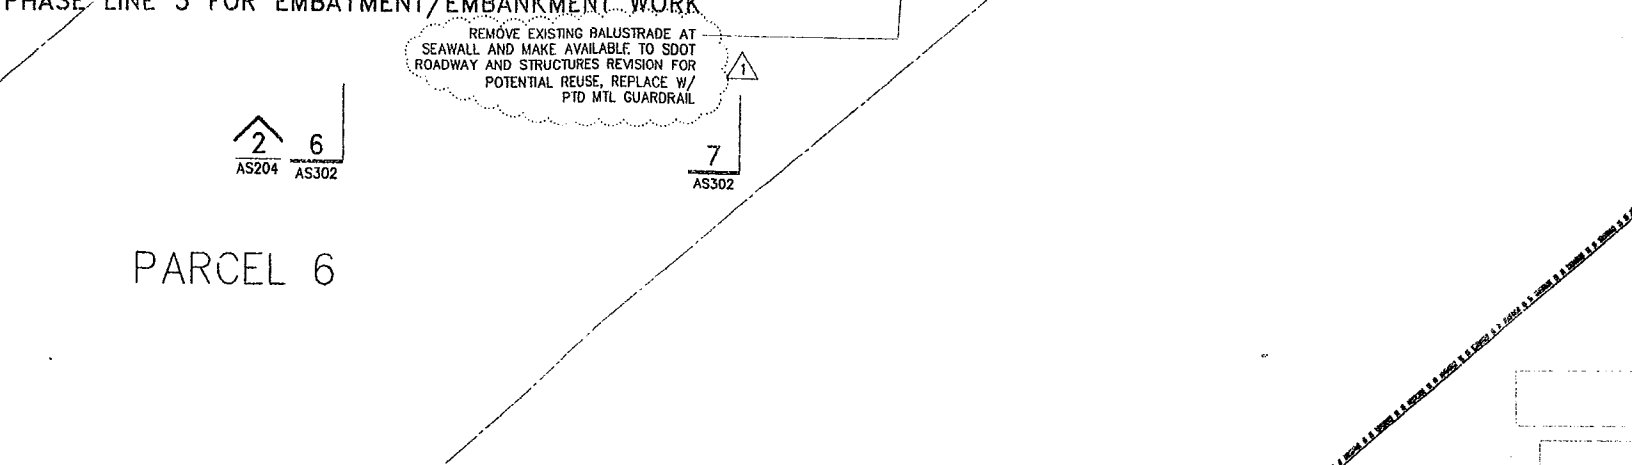 PHASE LINE 3 FOR EMBAYMENT/EMBANKMENT WORK
REMOVE EXISTING BALUSTRADE AT
SEAWALL AND MAKE AVAILABLE TO SDOT
ROADWAY AND STRUCTURES REVISION FOR
POTENTIAL REUSE, REPLACE W/
PTD MTL GUARDRAIL
1
2
AS204
6
AS302
7
AS302
PARCEL 6